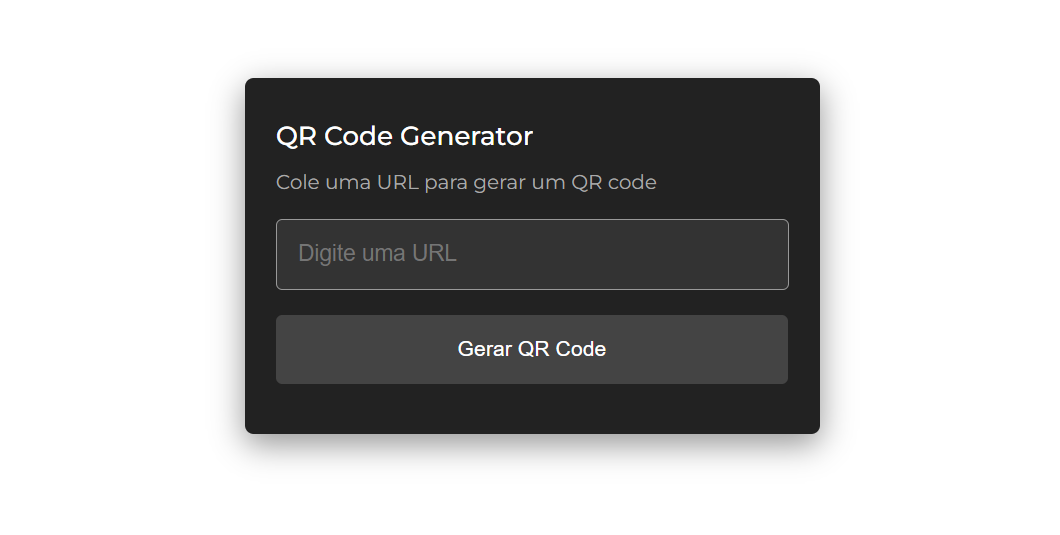 QR Code Generator
Cole uma URL para gerar um QR code
Digite uma URL
Gerar QR Code